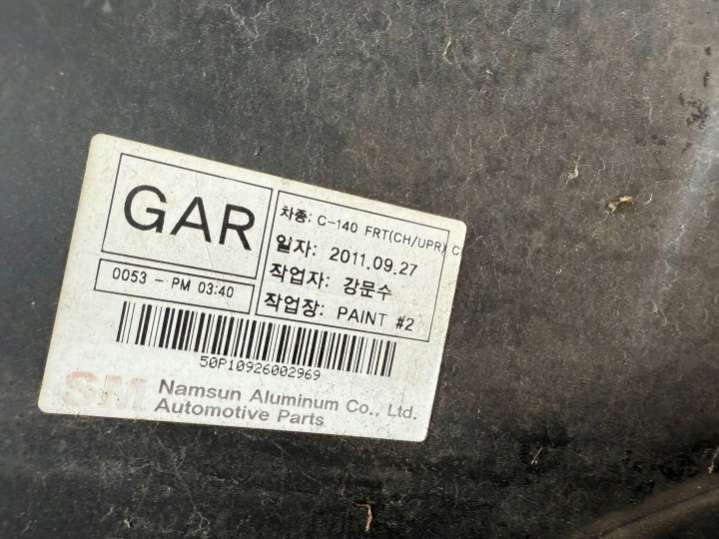 GAR
0053 - PM 03:40
차종: C-140 FRT(CH/UPR) C
일자: 2011.09.27
작업자: 강문수
작업장: PAINT #2
50P10926002969
SM Namsun Aluminum Co., Ltd.
Automotive Parts